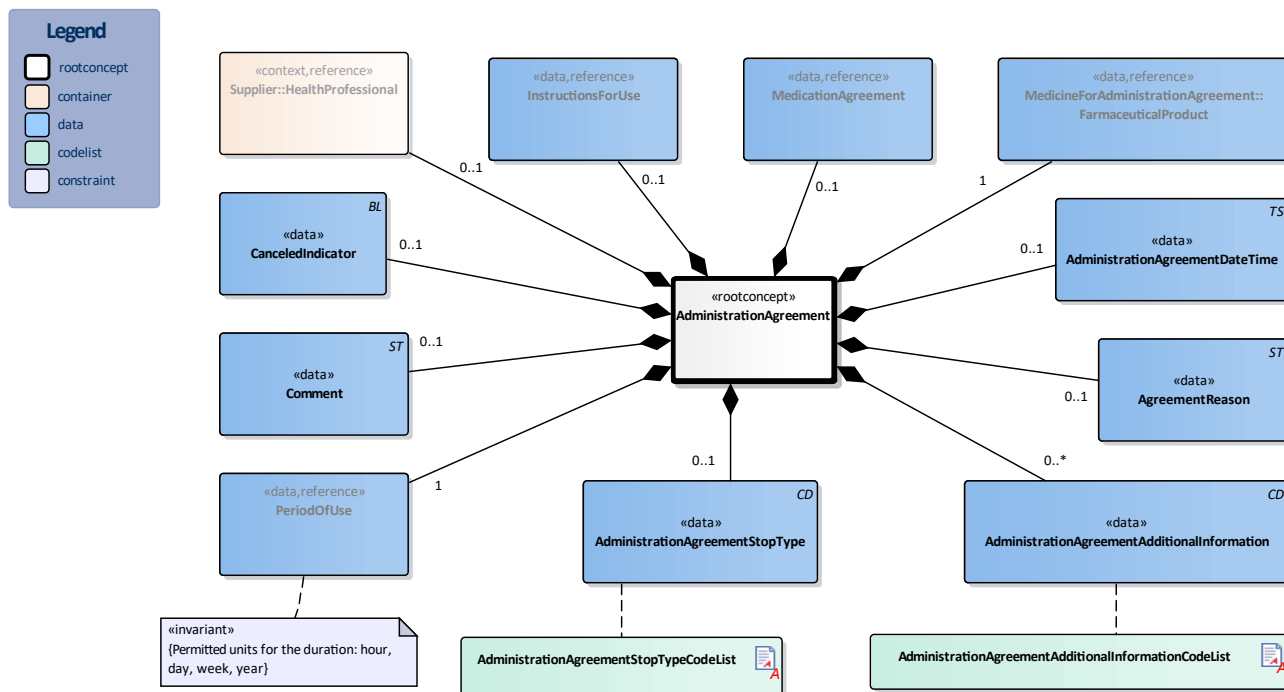 Legend
rootconcept
container
data
codelist
constraint
«context,reference»
Supplier::HealthProfessional
«data,reference»
InstructionsForUse
«data,reference»
MedicationAgreement
«data,reference»
MedicineForAdministrationAgreement::
FarmaceuticalProduct
0..1
0..1
0..1
1
BL
«data»
CanceledIndicator
0..1
TS
«data»
AdministrationAgreementDateTime
0..1
«rootconcept»
AdministrationAgreement
ST
«data»
Comment
0..1
ST
«data»
AgreementReason
0..1
«data,reference»
PeriodOfUse
1
0..1
CD
«data»
AdministrationAgreementStopType
0..*
CD
«data»
AdministrationAgreementAdditionalInformation
«invariant»
{Permitted units for the duration: hour,
day, week, year}
AdministrationAgreementStopTypeCodeList
A
AdministrationAgreementAdditionalInformationCodeList
A